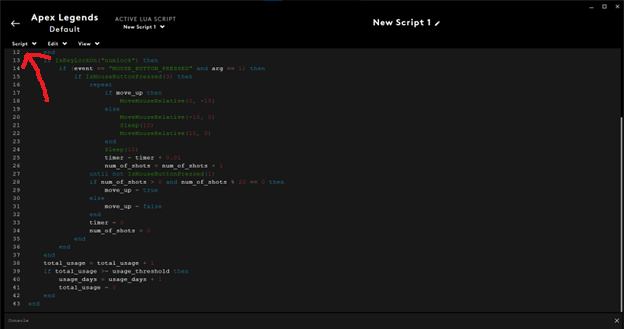 Apex Legends
Default
ACTIVE LUA SCRIPT
New Script 1
New Script 1
Script
Edit
View
12 end
13 if IsKeyLockOn("numlock") then
14 if (event == "MOUSE_BUTTON_PRESSED" and arg == 1) then
15 if IsMouseButtonPressed(3) then
16 repeat
17 if move_up then
18 MoveMouseRelative(0, -10)
19 else
20 MoveMouseRelative(-10, 0)
21 Sleep(10)
22 MoveMouseRelative(10, 0)
23 end
24 Sleep(10)
25 timer = timer + 0.01
26 num_of_shots = num_of_shots + 1
27 until not IsMouseButtonPressed(1)
28 if num_of_shots > 0 and num_of_shots % 20 == 0 then
29 move_up = true
30 else
31 move_up = false
32 end
33 timer = 0
34 num_of_shots = 0
35 end
36 end
37 end
38 total_usage = total_usage + 1
39 if total_usage >= usage_threshold then
40 usage_days = usage_days + 1
41 total_usage =
42 end
43 end
Console